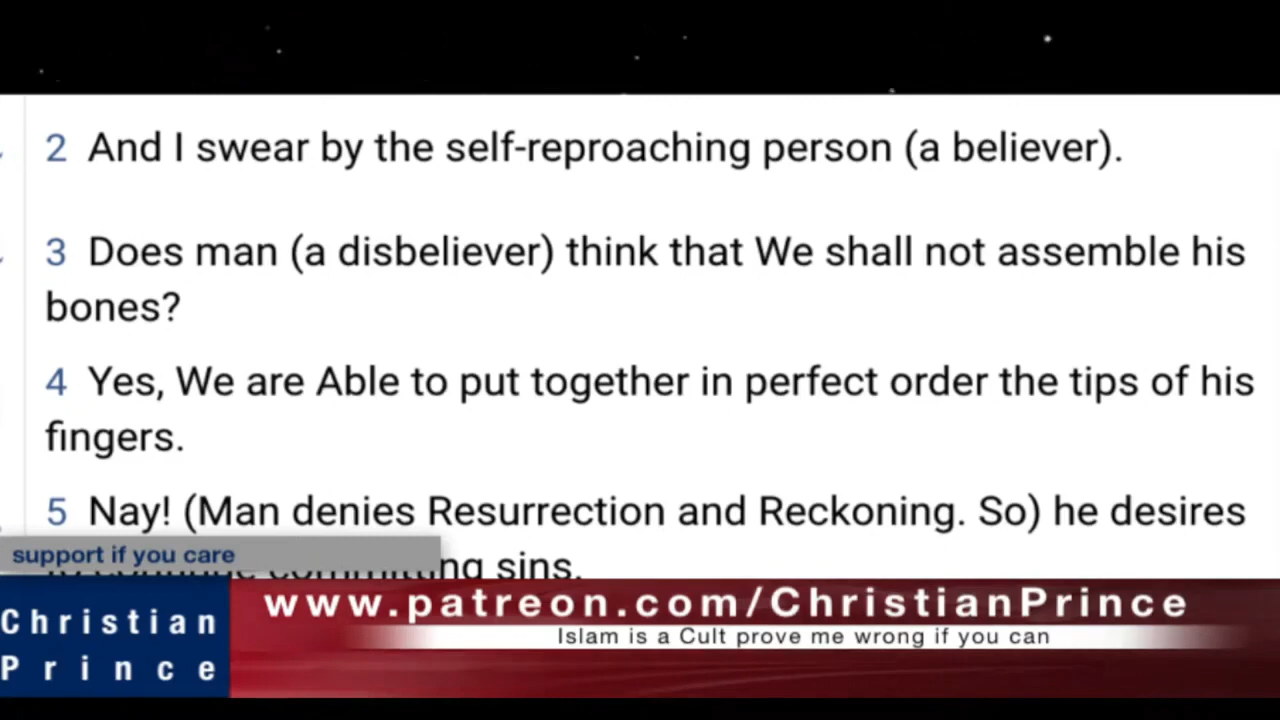 2 And I swear by the self-reproaching person (a believer).
3 Does man (a disbeliever) think that We shall not assemble his
bones?
4 Yes, We are Able to put together in perfect order the tips of his
fingers.
5 Nay! (Man denies Resurrection and Reckoning. So) he desires
to continue committing sins.
support if you care
Christian
Prince
www.patreon.com/ChristianPrince
Islam is a Cult prove me wrong if you can